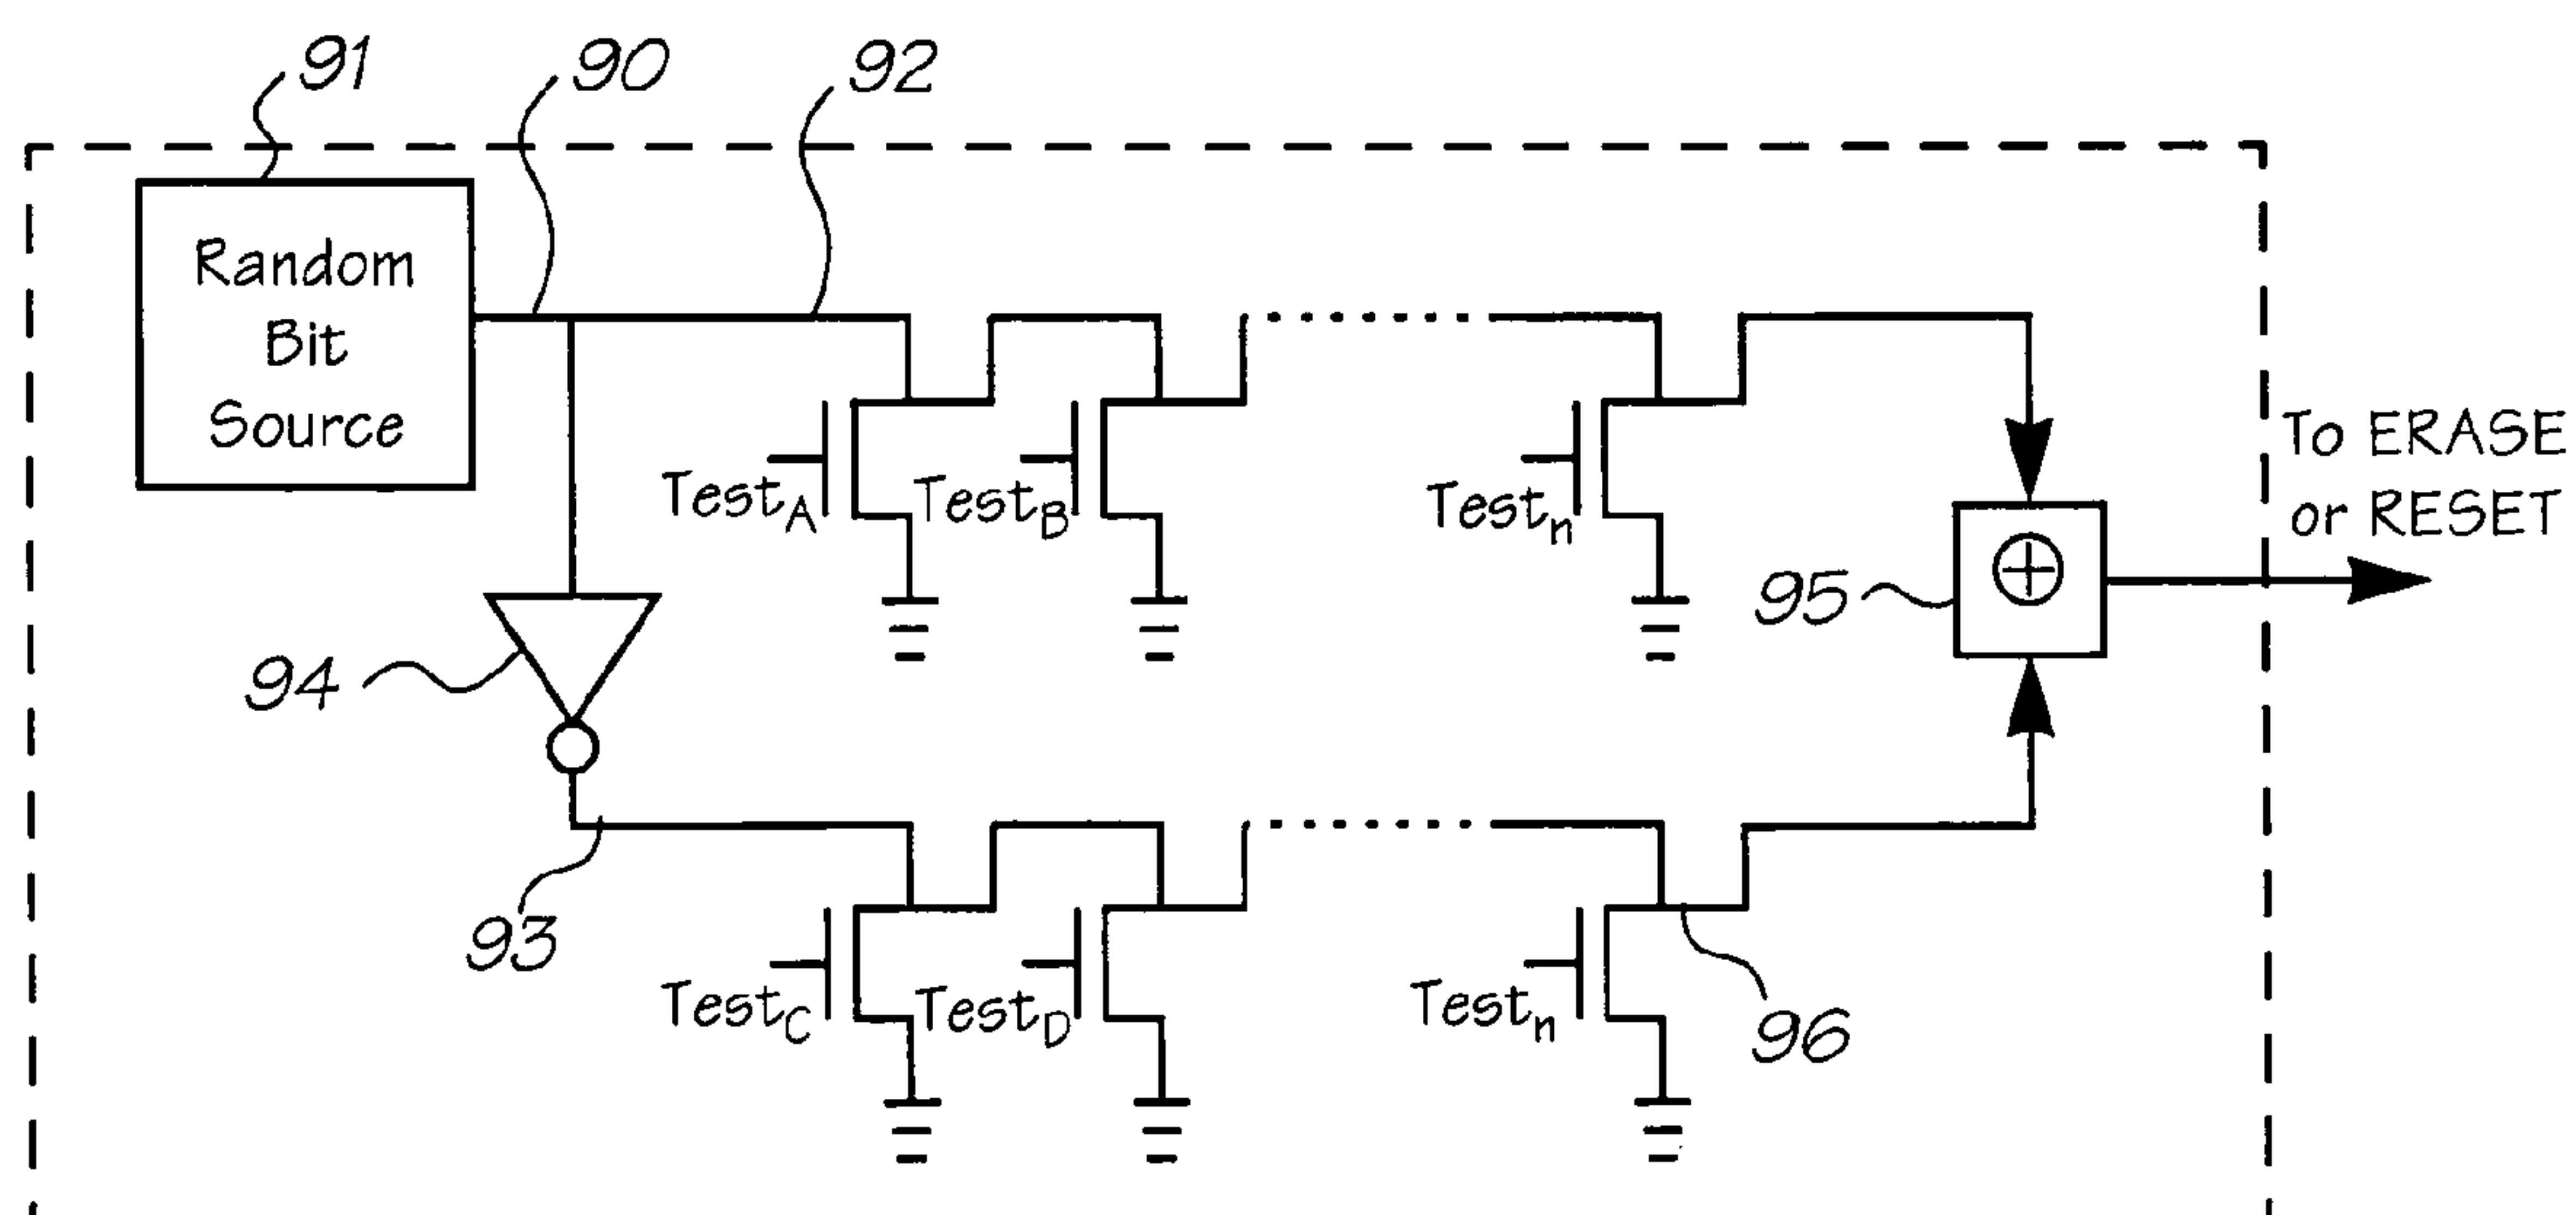 91
90
92
Random
Bit
Source
Test_A
Test_B
Test_n
To ERASE
or RESET
95
94
93
Test_C
Test_D
Test_n
96